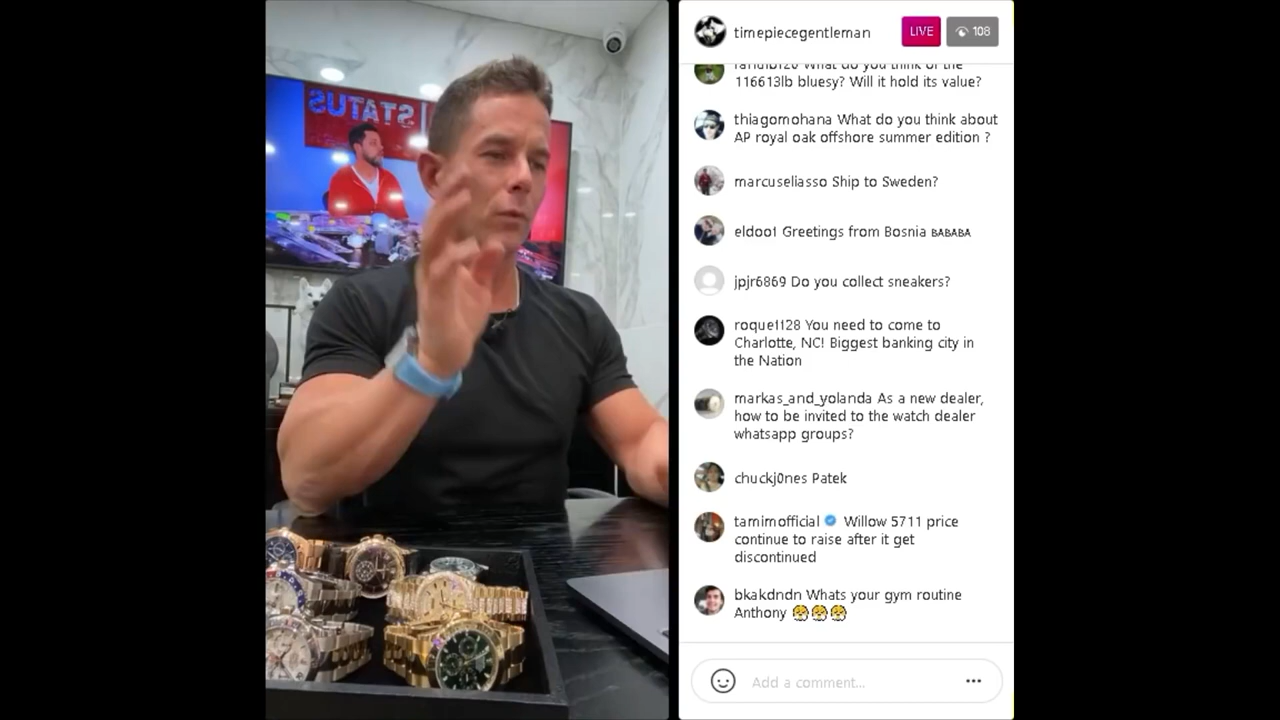 STATUS
timepiecegentleman
LIVE
108
What do you think of the
116613lb bluesy? Will it hold its value?
thiagomohana What do you think about
AP royal oak offshore summer edition ?
marcuseliasso Ship to Sweden?
eldoo1 Greetings from Bosnia ʙᴀʙᴀʙᴀ
jpjr6869 Do you collect sneakers?
roque1128 You need to come to
Charlotte, NC! Biggest banking city in
the Nation
markas_and_yolanda As a new dealer,
how to be invited to the watch dealer
whatsapp groups?
chuckj0nes Patek
tamimofficial Willow 5711 price
continue to raise after it get
discontinued
bkakdndn Whats your gym routine
Anthony
Add a comment...